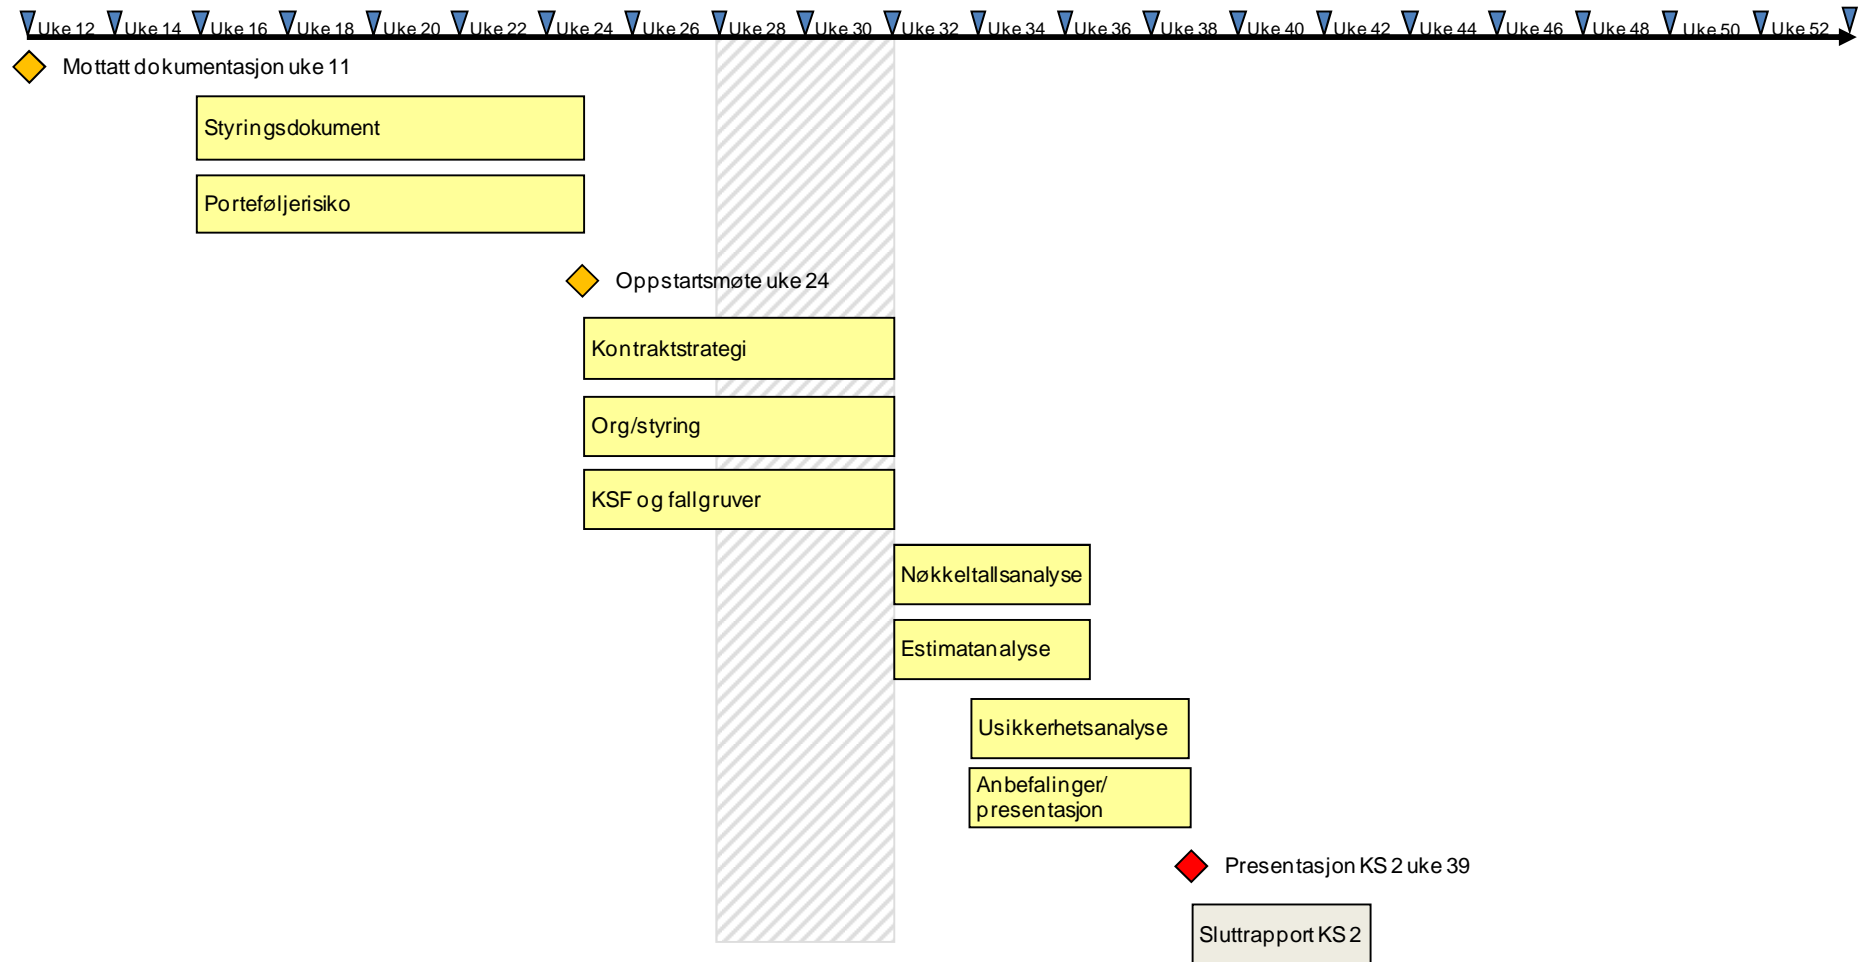 Uke 12 Uke 14 Uke 16 Uke 18 Uke 20 Uke 22 Uke 24 Uke 26 Uke 28 Uke 30 Uke 32 Uke 34 Uke 36 Uke 38 Uke 40 Uke 42 Uke 44 Uke 46 Uke 48 Uke 50 Uke 52
Mottatt dokumentasjon uke 11
Styringsdokument
Porteføljerisiko
Oppstartsmøte uke 24
Kontraktstrategi
Org/styring
KSF og fallgruver
Nøkkeltallsanalyse
Estimatanalyse
Usikkerhetsanalyse
Anbefalinger/
presentasjon
Presentasjon KS 2 uke 39
Sluttrapport KS 2